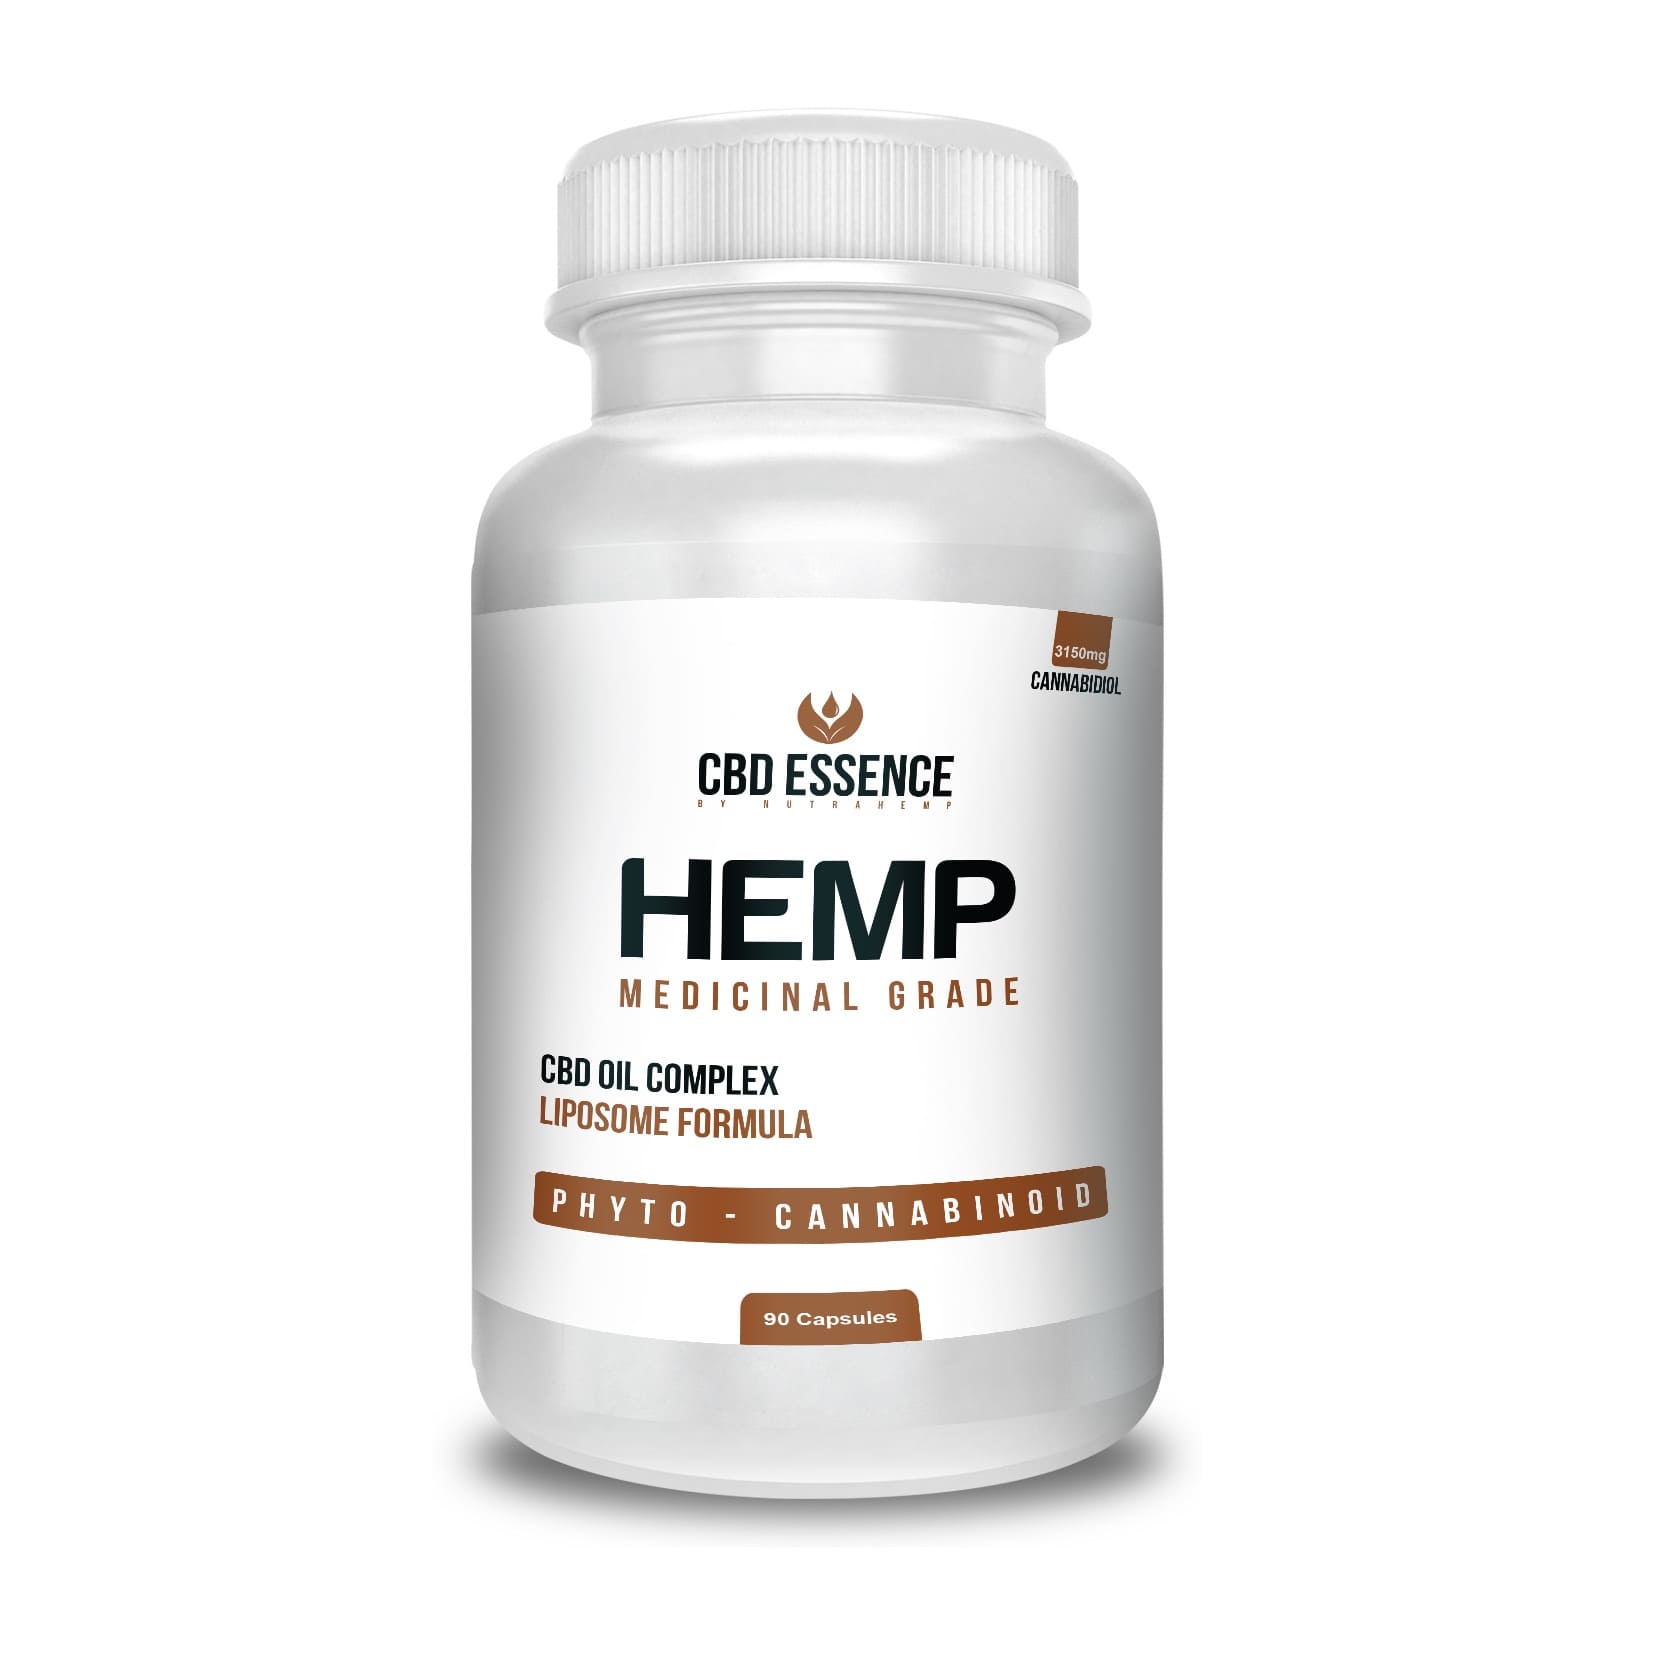 3150mg
CANNABIDIOL
CBD ESSENCE
BY NUTRAHEMP
HEMP
MEDICINAL GRADE
CBD OIL COMPLEX
LIPOSOME FORMULA
PHYTO - CANNABINOID
90 Capsules